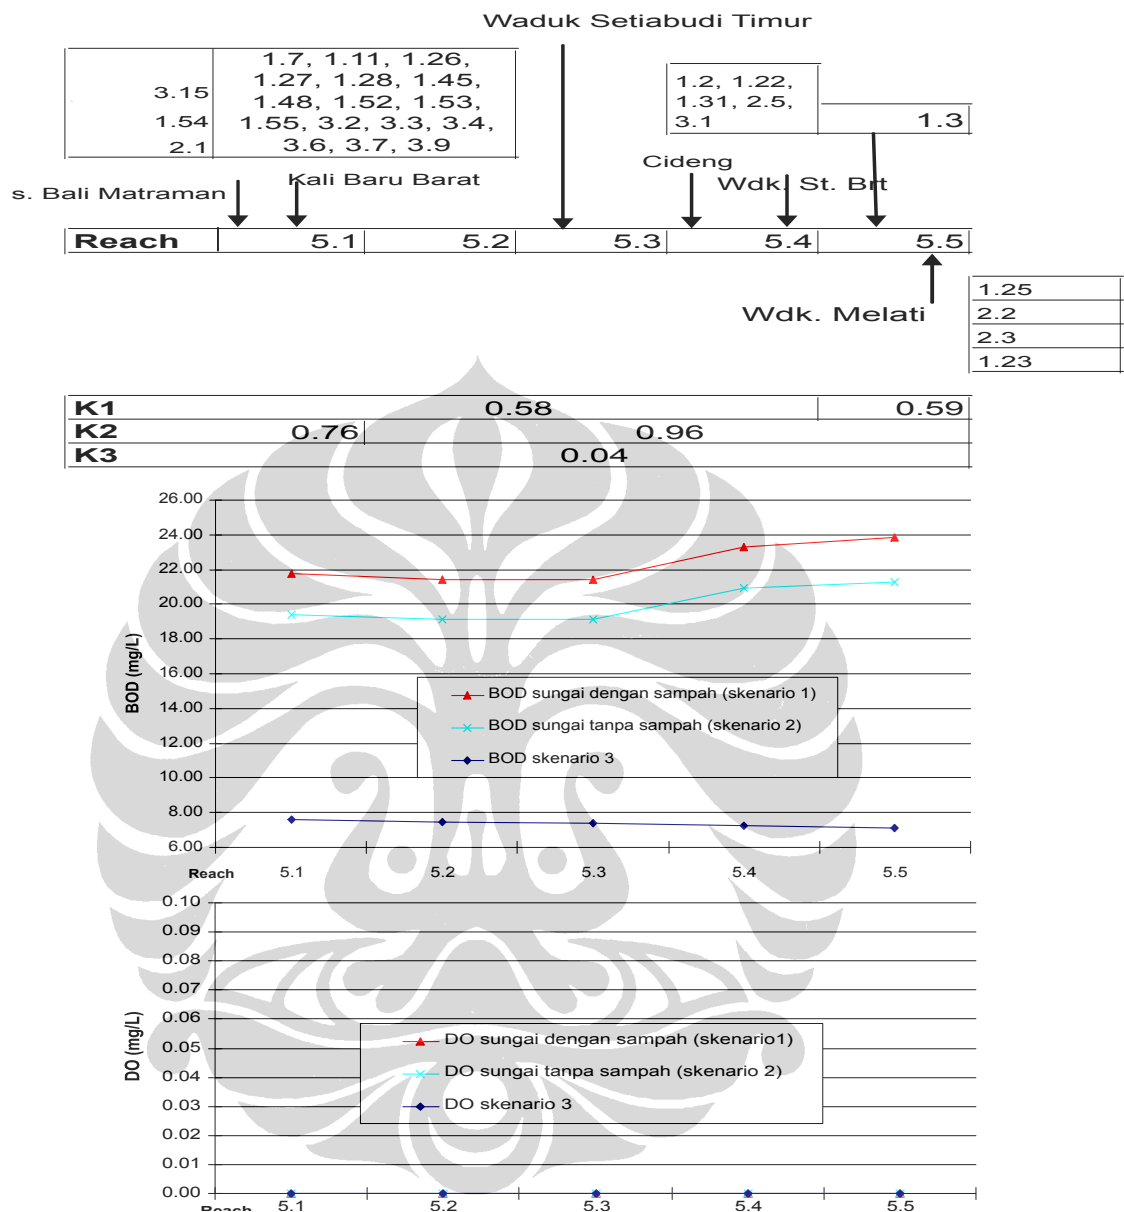 Waduk Setiabudi Timur
3.15
1.54
2.1
1.7, 1.11, 1.26,
1.27, 1.28, 1.45,
1.48, 1.52, 1.53,
1.55, 3.2, 3.3, 3.4,
3.6, 3.7, 3.9
1.2, 1.22,
1.31, 2.5,
3.1
1.3
s. Bali Matraman
Kali Baru Barat
Cideng
Wdk. St. Brt
Reach 5.1 5.2 5.3 5.4 5.5
Wdk. Melati
1.25
2.2
2.3
1.23
K1 0.58 0.59
K2 0.76 0.96
K3 0.04
BOD (mg/L)
26.00
24.00
22.00
20.00
18.00
16.00
14.00
12.00
10.00
8.00
6.00
BOD sungai dengan sampah (skenario 1)
BOD sungai tanpa sampah (skenario 2)
BOD skenario 3
Reach 5.1 5.2 5.3 5.4 5.5
DO (mg/L)
0.10
0.09
0.08
0.07
0.06
0.05
0.04
0.03
0.02
0.01
0.00
DO sungai dengan sampah (skenario1)
DO sungai tanpa sampah (skenario 2)
DO skenario 3
Reach 5.1 5.2 5.3 5.4 5.5